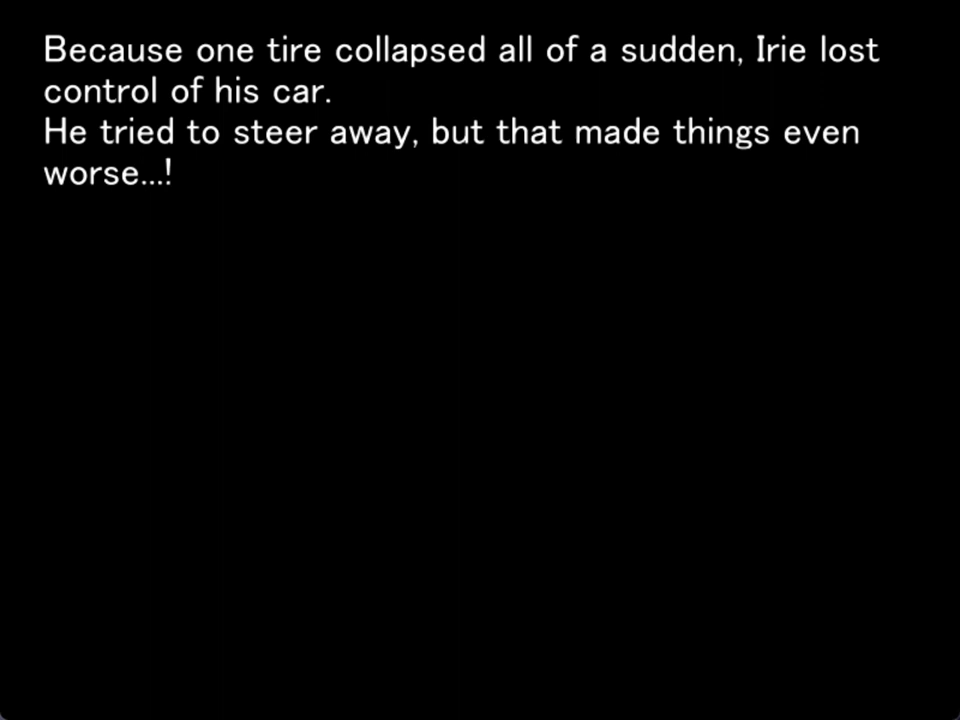 Because one tire collapsed all of a sudden, Irie lost
control of his car.
He tried to steer away, but that made things even
worse...!